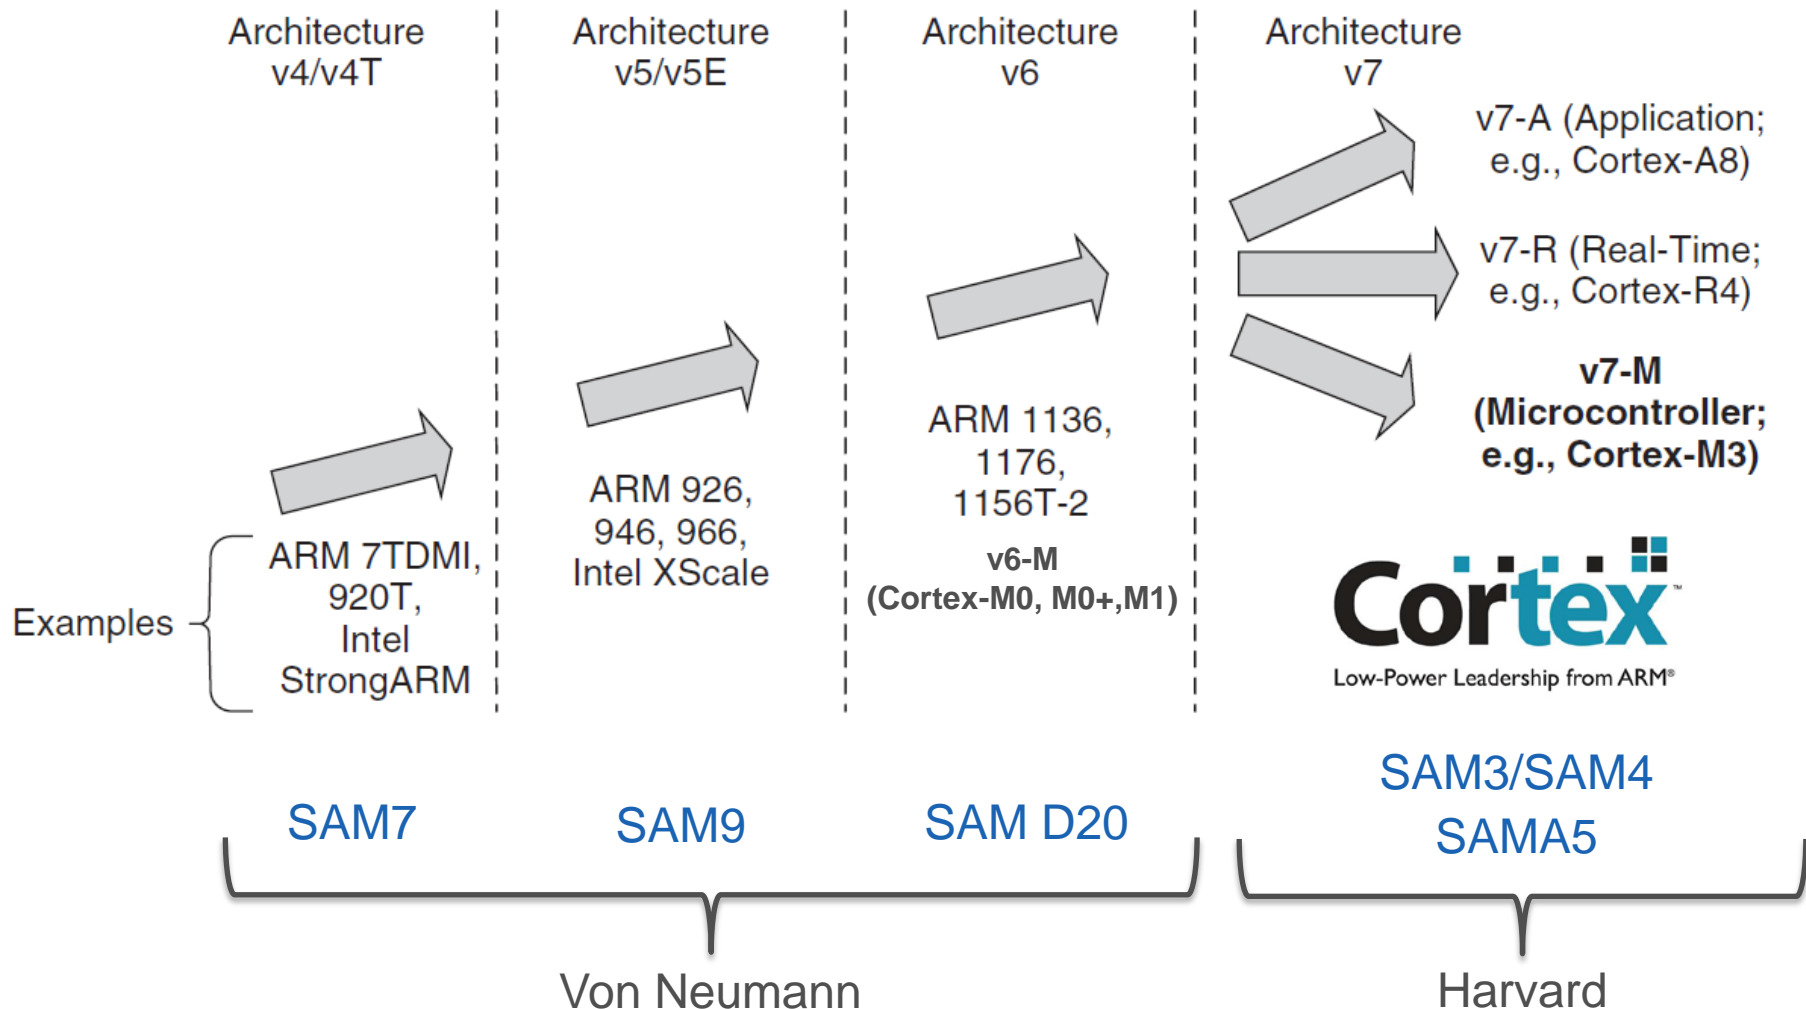 Architecture
v4/v4T
Architecture
v5/v5E
Architecture
v6
Architecture
v7
v7-A (Application;
e.g., Cortex-A8)
v7-R (Real-Time;
e.g., Cortex-R4)
v7-M
(Microcontroller;
e.g., Cortex-M3)
Examples
ARM 7TDMI,
920T,
Intel
StrongARM
ARM 926,
946, 966,
Intel XScale
ARM 1136,
1176,
1156T-2
v6-M
(Cortex-M0, M0+,M1)
Cortex™
Low-Power Leadership from ARM®
SAM7
SAM9
SAM D20
SAM3/SAM4
SAMA5
Von Neumann
Harvard